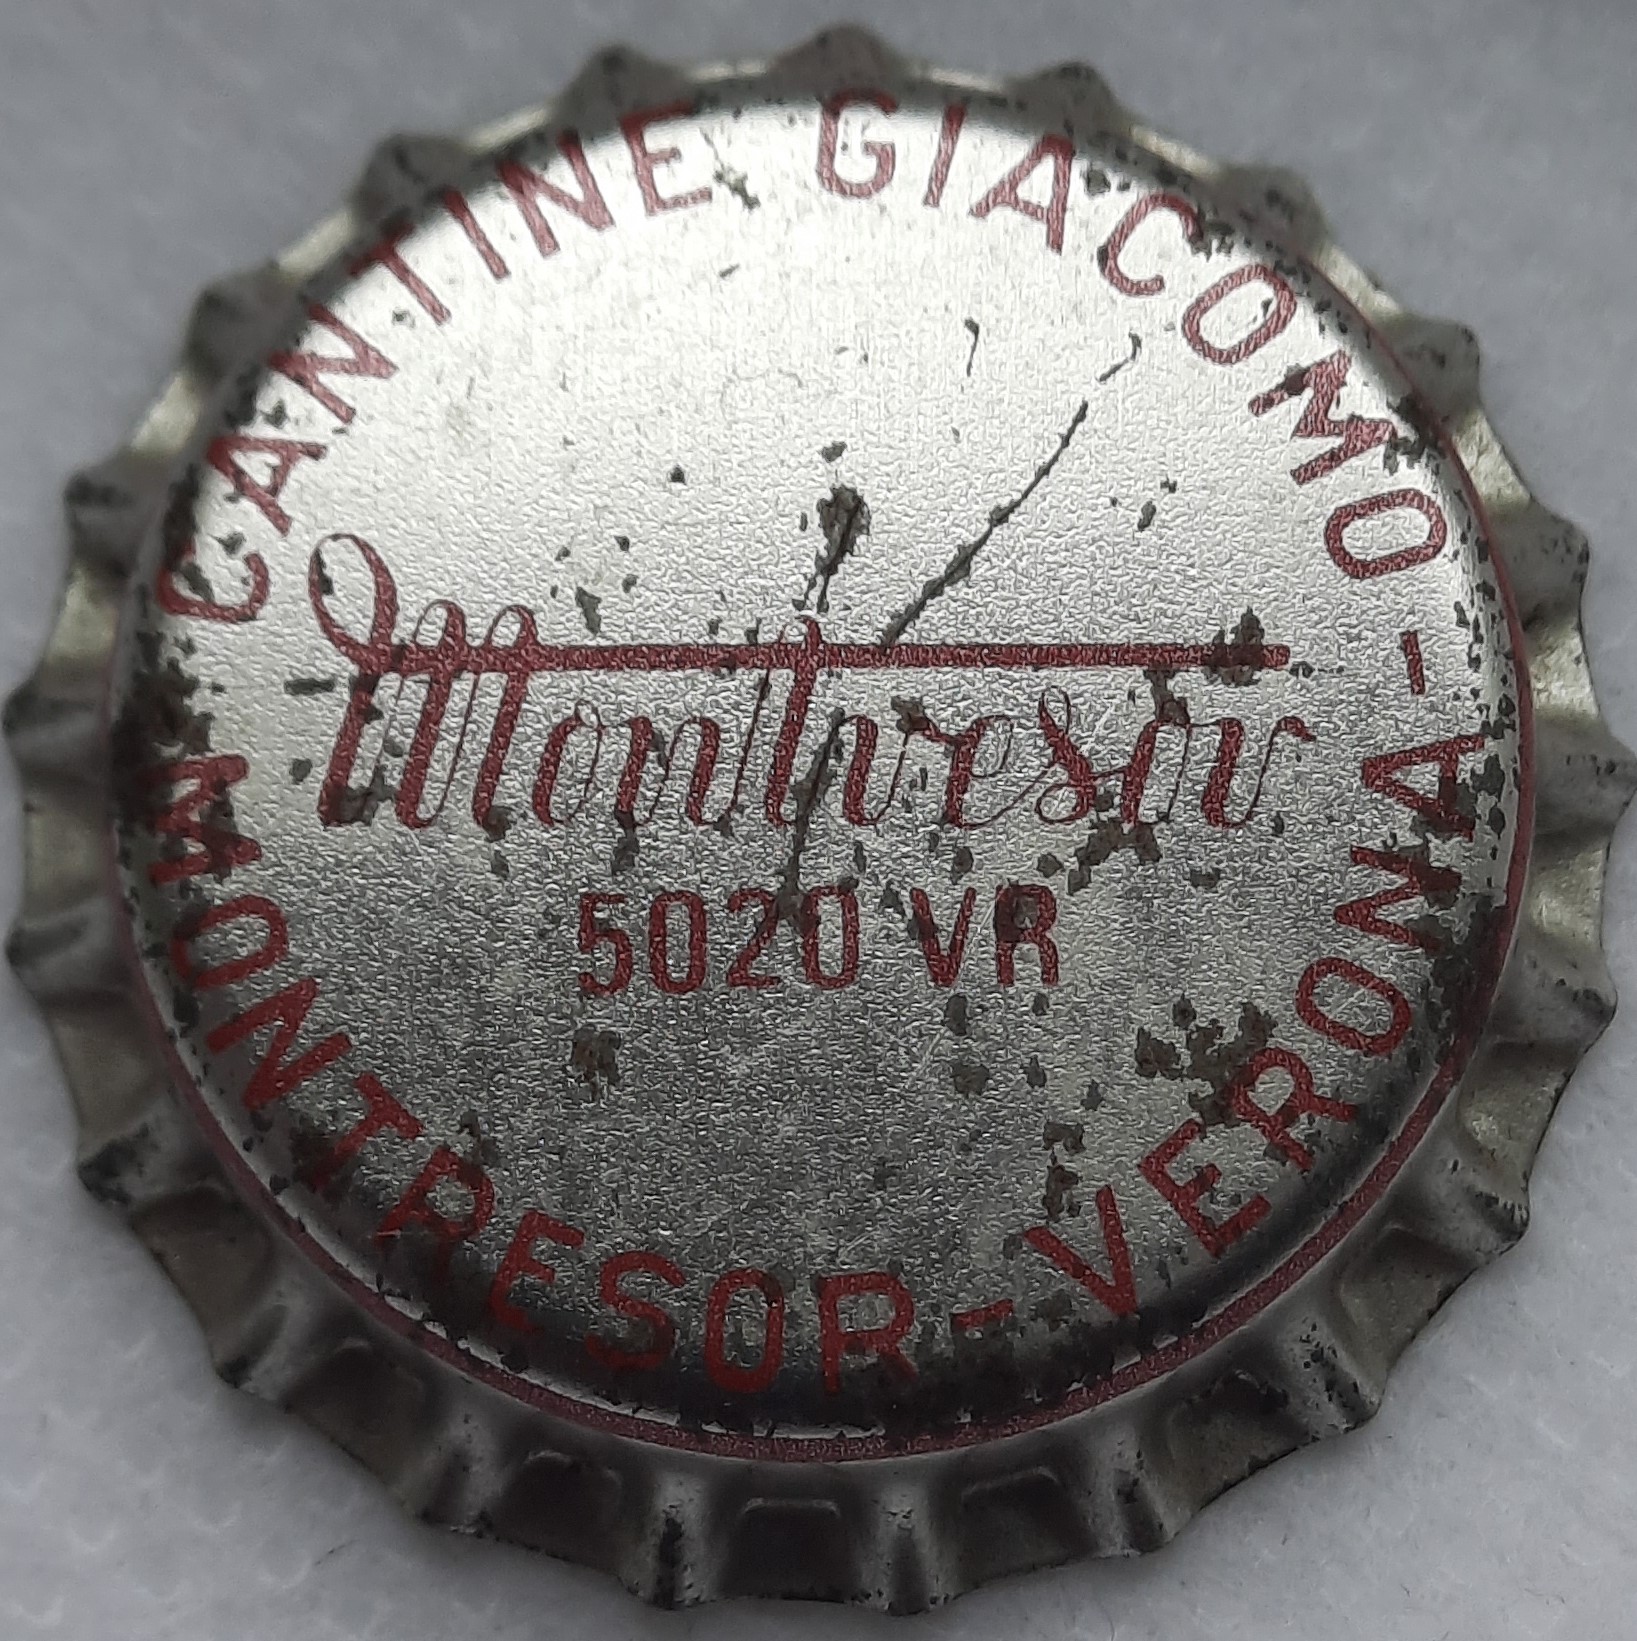 CANTINE GIACOMO
MONTRESOR - VERONA -
Montresor
5020 VR